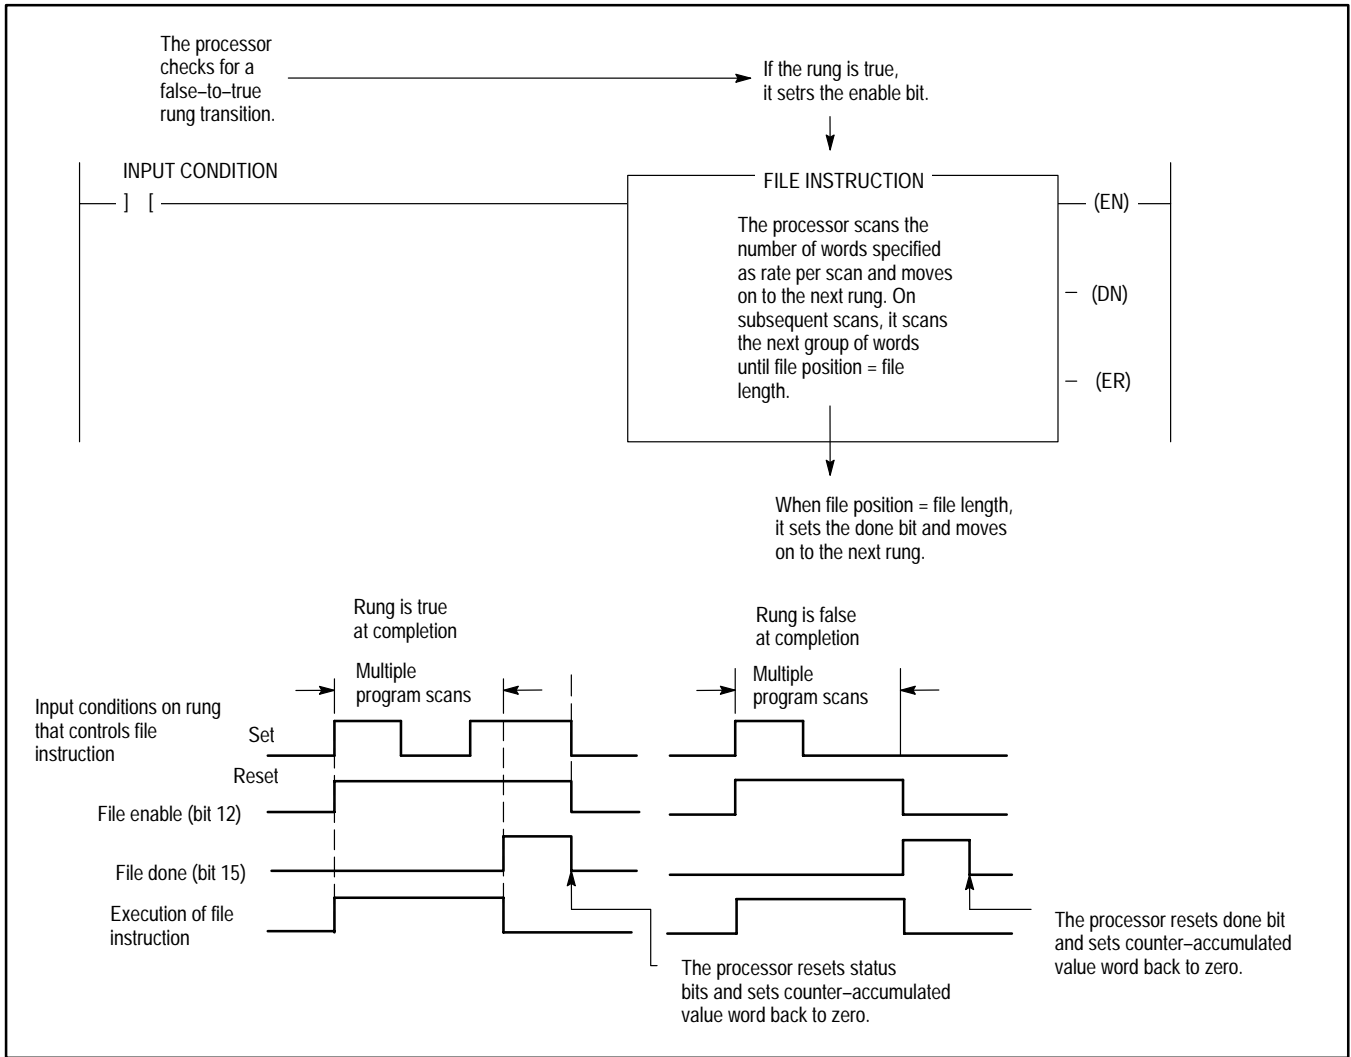 The processor
checks for a
false–to–true
rung transition.
If the rung is true,
it setrs the enable bit.
INPUT CONDITION
] [
FILE INSTRUCTION
The processor scans the
number of words specified
as rate per scan and moves
on to the next rung. On
subsequent scans, it scans
the next group of words
until file position = file
length.
(EN)
(DN)
(ER)
When file position = file length,
it sets the done bit and moves
on to the next rung.
Rung is true
at completion
Rung is false
at completion
Multiple
program scans
Multiple
program scans
Input conditions on rung
that controls file
instruction
Set
Reset
File enable (bit 12)
File done (bit 15)
Execution of file
instruction
The processor resets status
bits and sets counter–accumulated
value word back to zero.
The processor resets done bit
and sets counter–accumulated
value word back to zero.